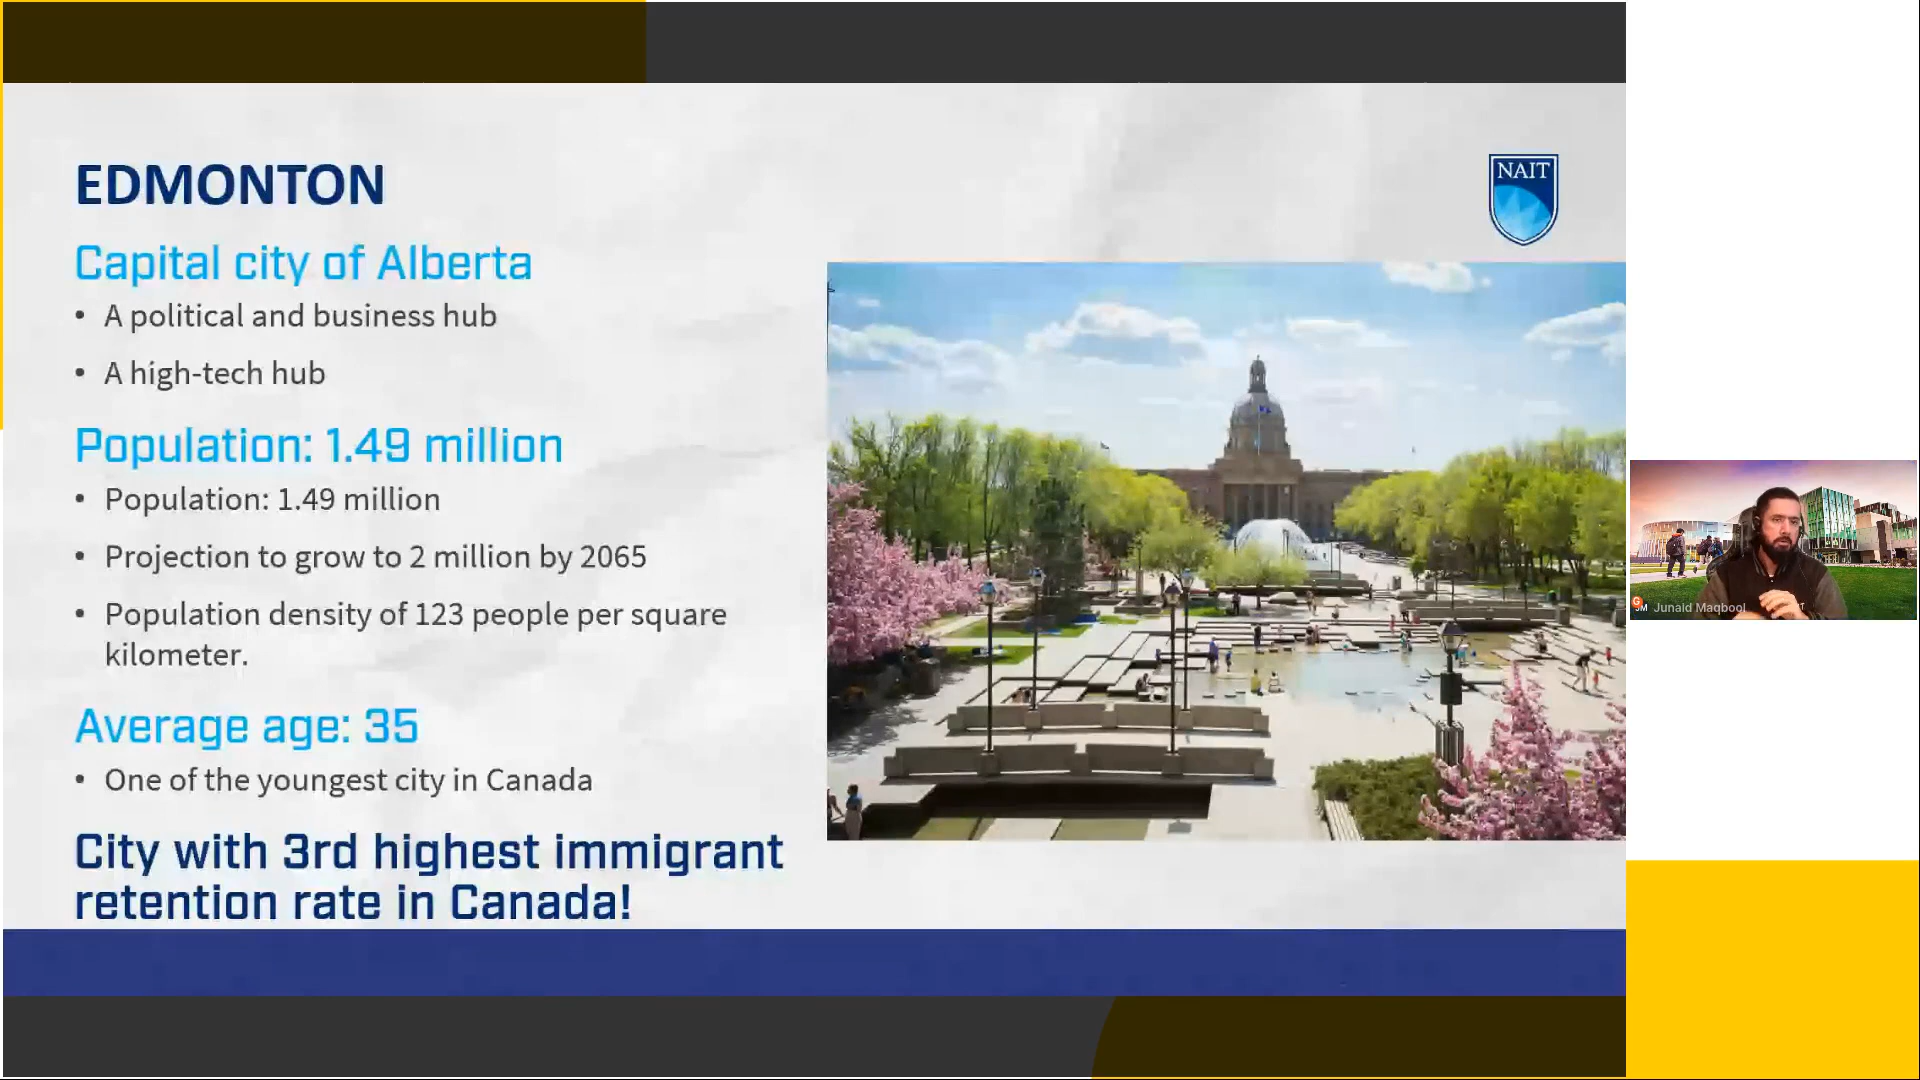 EDMONTON
NAIT
Capital city of Alberta
• A political and business hub
• A high-tech hub
Population: 1.49 million
• Population: 1.49 million
• Projection to grow to 2 million by 2065
• Population density of 123 people per square
kilometer.
Average age: 35
• One of the youngest city in Canada
City with 3rd highest immigrant
retention rate in Canada!
Junaid Maqbool